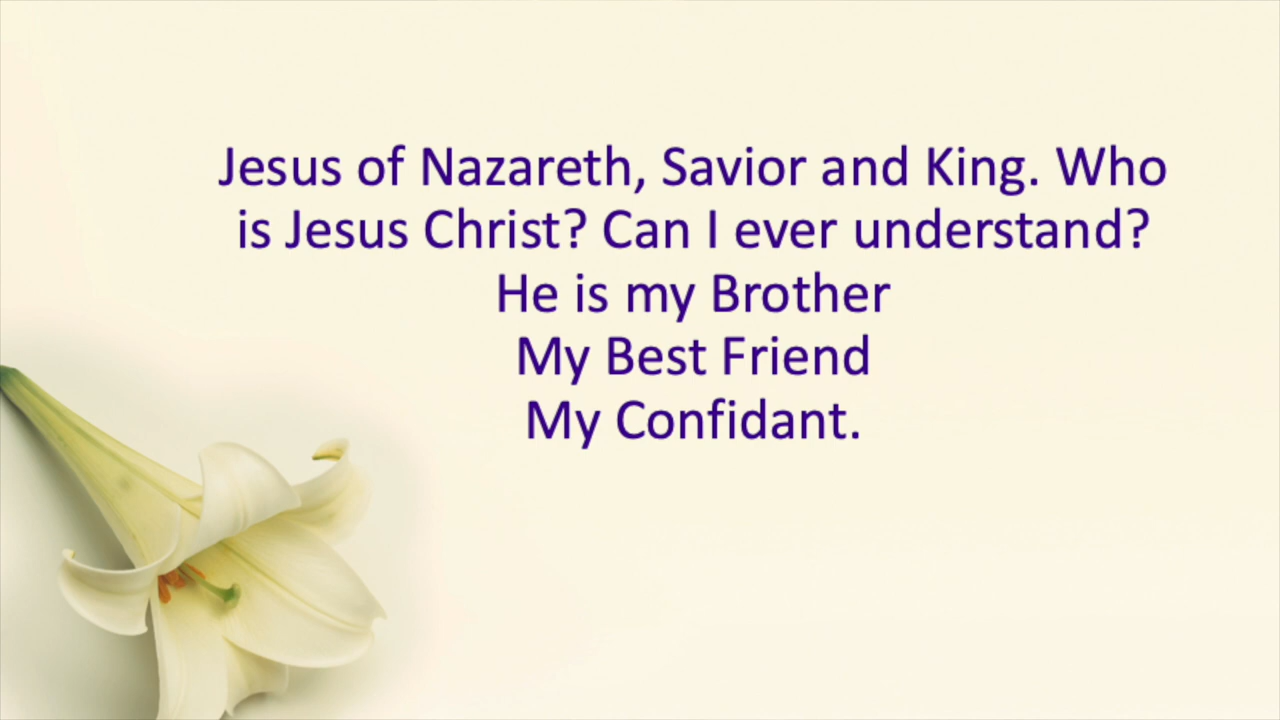 Jesus of Nazareth, Savior and King. Who
is Jesus Christ? Can I ever understand?
He is my Brother
My Best Friend
My Confidant.